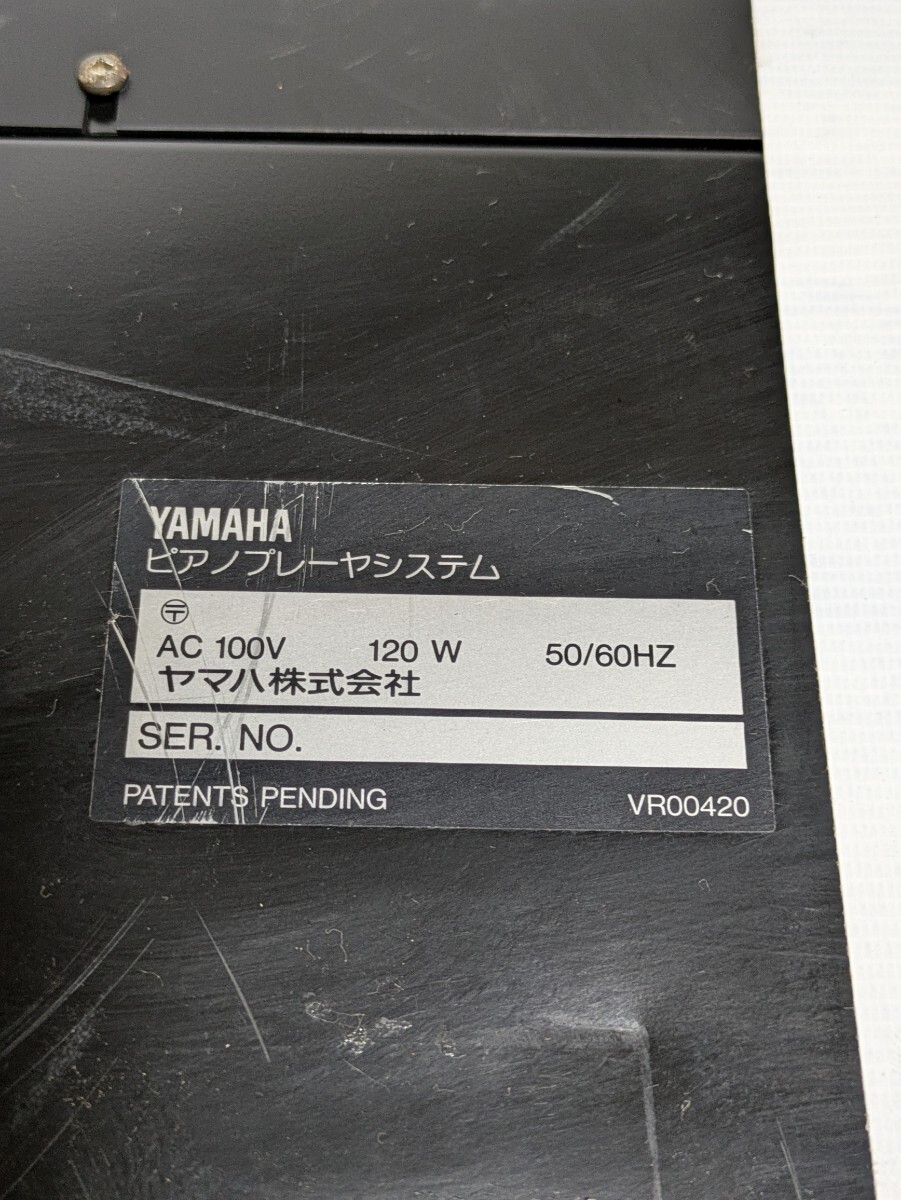 YAMAHA
ピアノプレーヤシステム
〶
AC 100V 120 W 50/60HZ
ヤマハ株式会社
SER. NO.
PATENTS PENDING VR00420